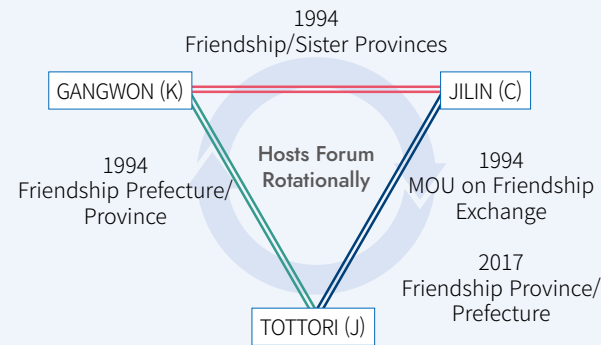 1994
Friendship/Sister Provinces
GANGWON (K)
JILIN (C)
Hosts Forum
Rotationally
1994
Friendship Prefecture/
Province
1994
MOU on Friendship
Exchange
2017
Friendship Province/
Prefecture
TOTTORI (J)